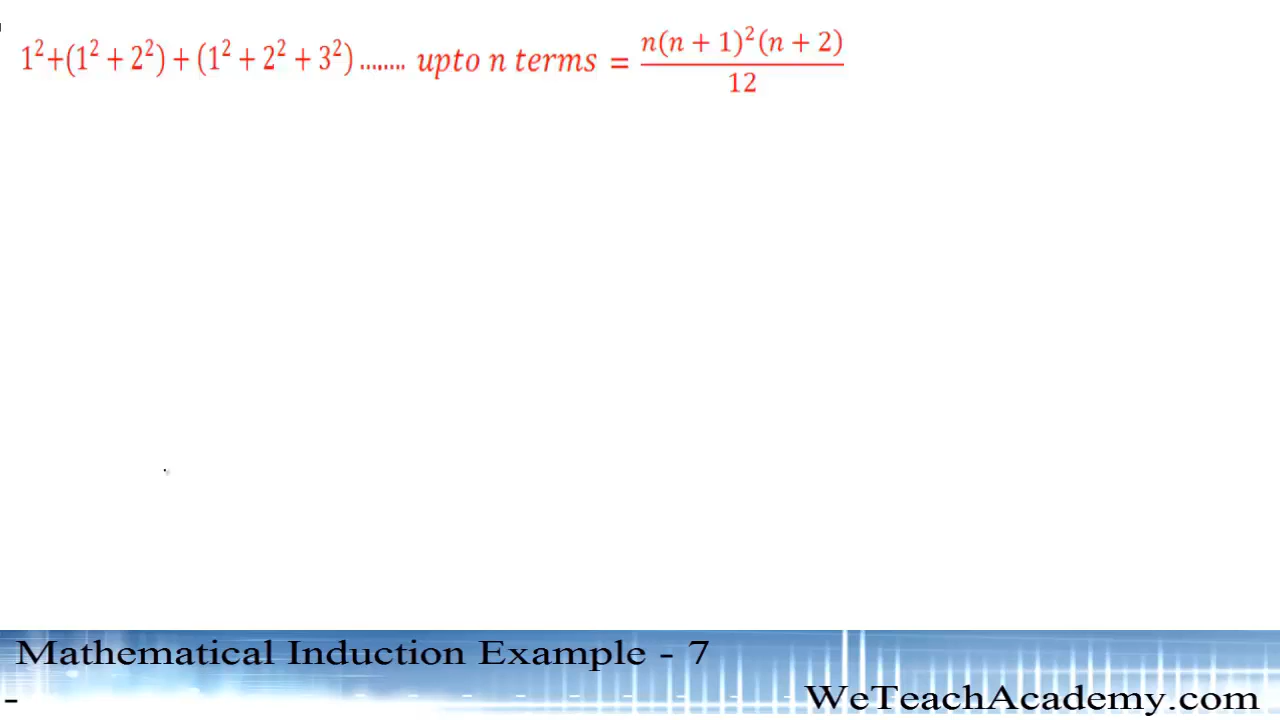 1²+(1² + 2²) + (1² + 2² + 3²) ........ upto n terms = n(n + 1)²(n + 2)/12
Mathematical Induction Example - 7
WeTeachAcademy.com